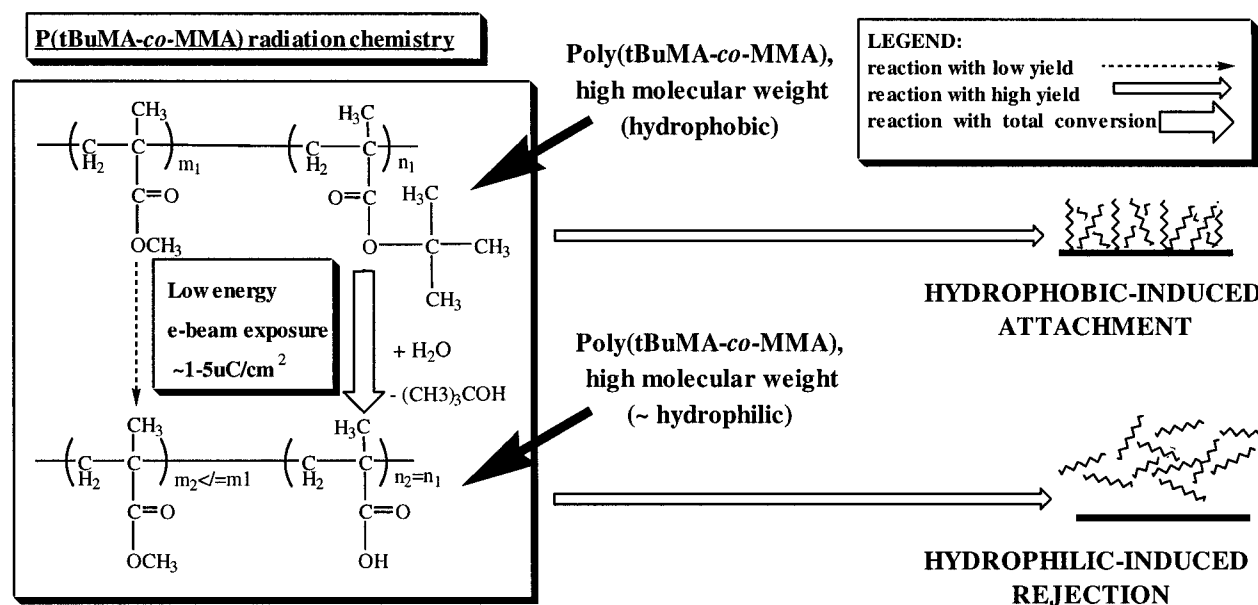 P(tBuMA-co-MMA) radiation chemistry
Poly(tBuMA-co-MMA),
high molecular weight
(hydrophobic)
LEGEND:
reaction with low yield
reaction with high yield
reaction with total conversion
CH3
H3C
( C H2 C ) m1
( C H2 C ) n1
C=O
O=C
H3C
OCH3
O
CH3
CH3
Low energy
e-beam exposure
~1-5uC/cm 2
+ H2O
- (CH3)3COH
HYDROPHOBIC-INDUCED
ATTACHMENT
Poly(tBuMA-co-MMA),
high molecular weight
(~ hydrophilic)
CH3
H3C
( C H2 C ) m2</=m1
( C H2 C ) n2=n1
C=O
C=O
OCH3
OH
HYDROPHILIC-INDUCED
REJECTION